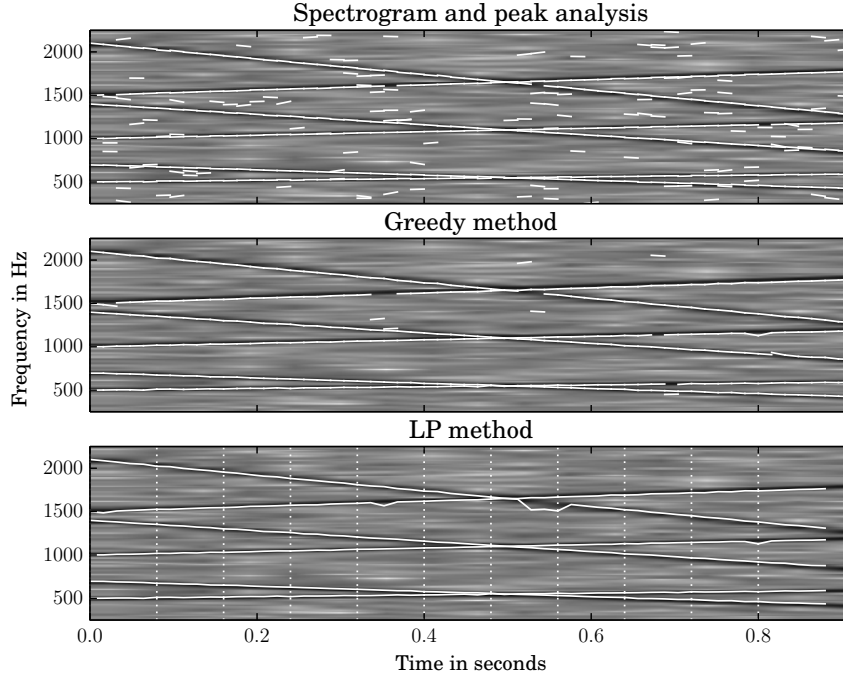 Spectrogram and peak analysis
2000
1500
1000
500
Greedy method
2000
1500
1000
500
Frequency in Hz
LP method
2000
1500
1000
500
0.0 0.2 0.4 0.6 0.8
Time in seconds